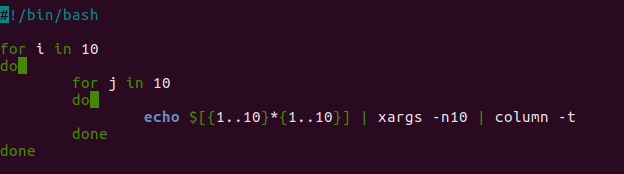 #!/bin/bash
for i in 10
do
for j in 10
do
echo $[{1..10}*{1..10}] | xargs -n10 | column -t
done
done